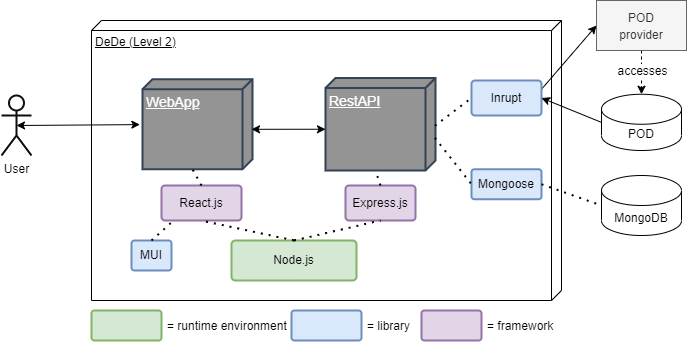 POD
provider
DeDe (Level 2)
accesses
WebApp
RestAPI
Inrupt
POD
User
React.js
Express.js
Mongoose
MongoDB
MUI
Node.js
= runtime environment
= library
= framework